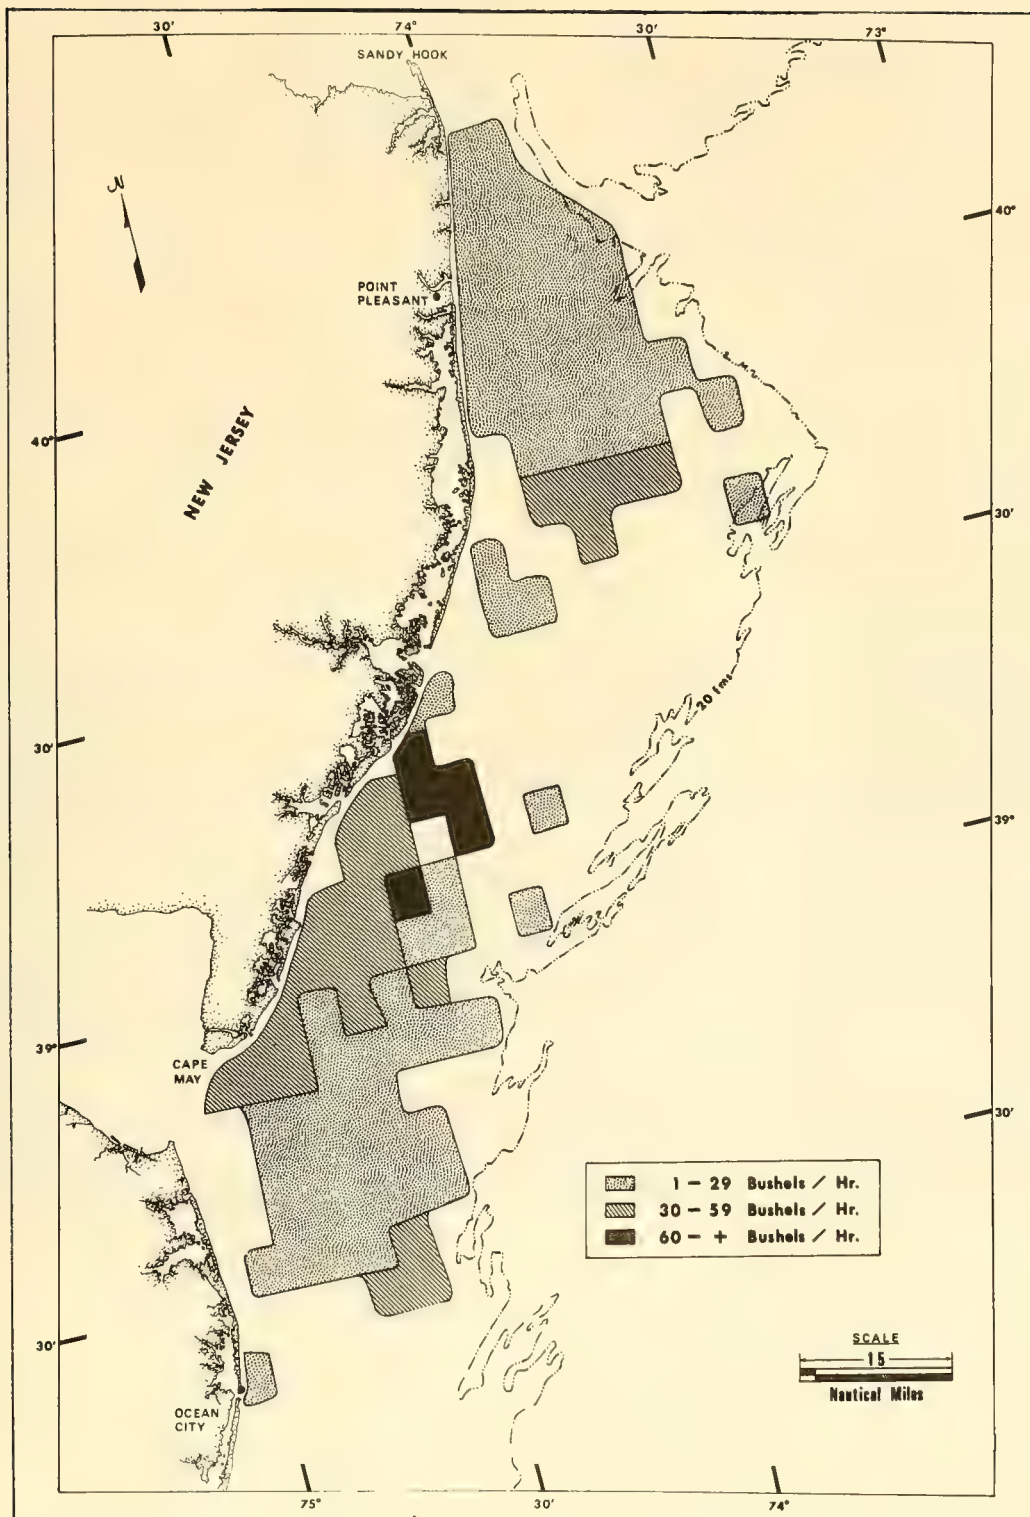 30′ 74° 30′ 73°
SANDY HOOK
N
40°
POINT
PLEASANT
NEW JERSEY
40°
30′
20 fms
30′
39°
CAPE
MAY
39°
30′
1 – 29 Bushels / Hr.
30 – 59 Bushels / Hr.
60 – + Bushels / Hr.
30′
SCALE
15
Nautical Miles
OCEAN
CITY
75° 30′ 74°